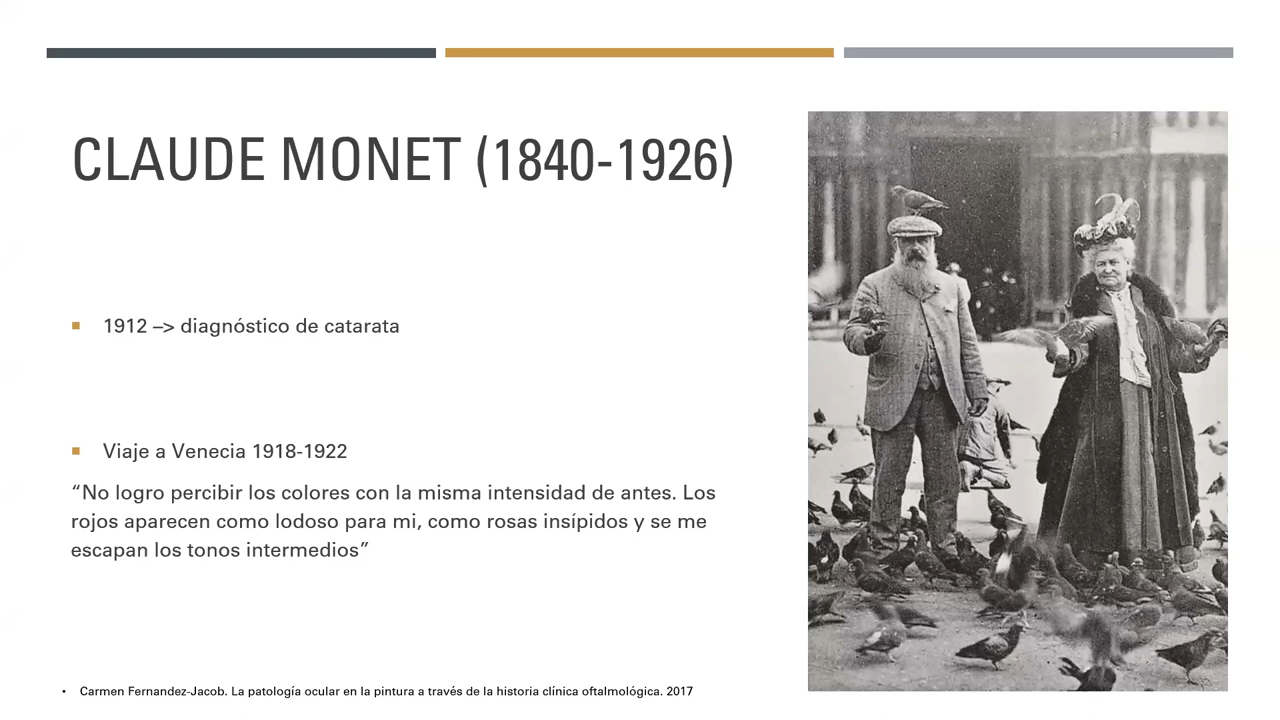 CLAUDE MONET (1840-1926)
1912 –> diagnóstico de catarata
Viaje a Venecia 1918-1922
“No logro percibir los colores con la misma intensidad de antes. Los
rojos aparecen como lodoso para mi, como rosas insípidos y se me
escapan los tonos intermedios”
• Carmen Fernandez-Jacob. La patología ocular en la pintura a través de la historia clínica oftalmológica. 2017